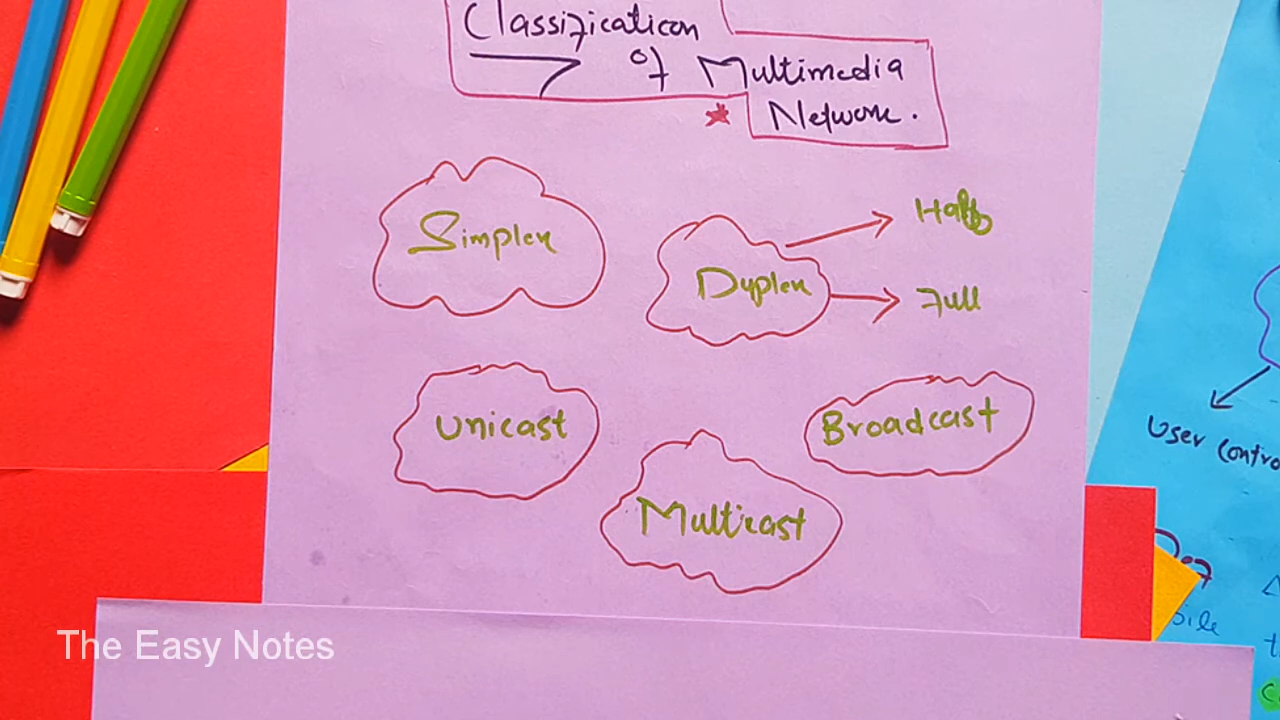 Classification
of Multimedia
Network.
Simplex
Half
Duplex
Full
Unicast
Broadcast
Multicast
User contro
The Easy Notes